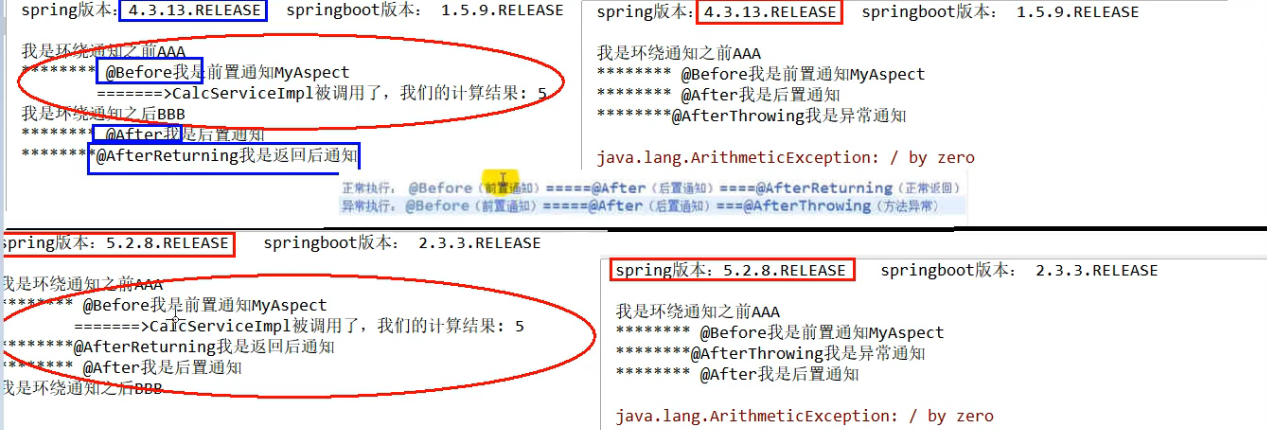 spring版本：4.3.13.RELEASE springboot版本： 1.5.9.RELEASE
我是环绕通知之前AAA
******** @Before我是前置通知MyAspect
=======>CalcServiceImpl被调用了，我们的计算结果：5
我是环绕通知之后BBB
******** @After我是后置通知
********@AfterReturning我是返回后通知
spring版本：4.3.13.RELEASE springboot版本： 1.5.9.RELEASE
我是环绕通知之前AAA
******** @Before我是前置通知MyAspect
******** @After我是后置通知
********@AfterThrowing我是异常通知
java.lang.ArithmeticException: / by zero
正常执行： @Before（前置通知）=====@After（后置通知）====@AfterReturning（正常返回）
异常执行： @Before（前置通知）=====@After（后置通知）===@AfterThrowing（方法异常）
spring版本：5.2.8.RELEASE springboot版本： 2.3.3.RELEASE
我是环绕通知之前AAA
******** @Before我是前置通知MyAspect
=======>CalcServiceImpl被调用了，我们的计算结果：5
********@AfterReturning我是返回后通知
******** @After我是后置通知
我是环绕通知之后BBB
spring版本：5.2.8.RELEASE springboot版本： 2.3.3.RELEASE
我是环绕通知之前AAA
******** @Before我是前置通知MyAspect
********@AfterThrowing我是异常通知
******** @After我是后置通知
java.lang.ArithmeticException: / by zero